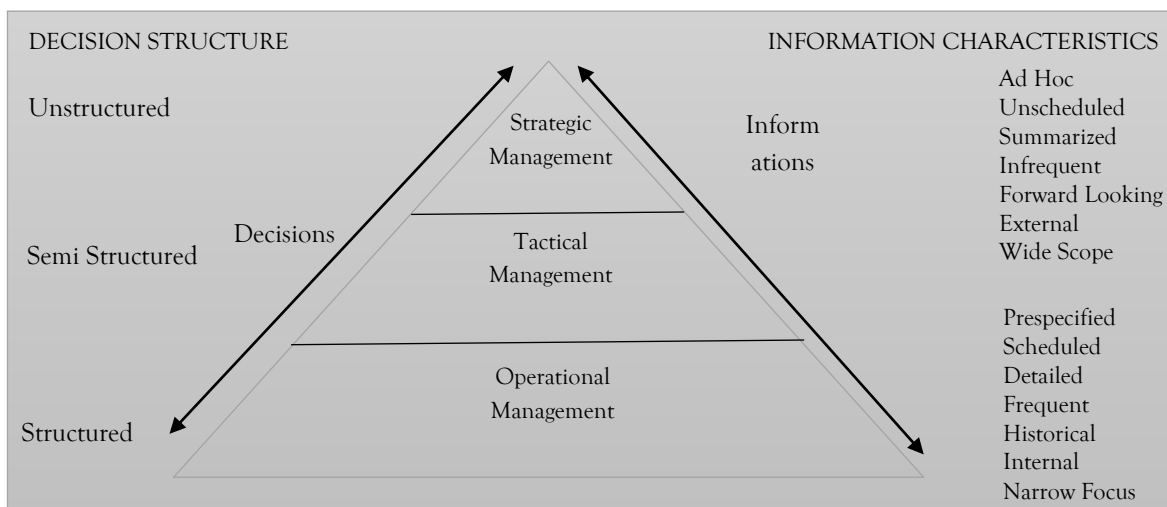 DECISION STRUCTURE
INFORMATION CHARACTERISTICS
Unstructured
Semi Structured
Structured
Decisions
Strategic
Management
Tactical
Management
Operational
Management
Inform
ations
Ad Hoc
Unscheduled
Summarized
Infrequent
Forward Looking
External
Wide Scope
Prespecified
Scheduled
Detailed
Frequent
Historical
Internal
Narrow Focus